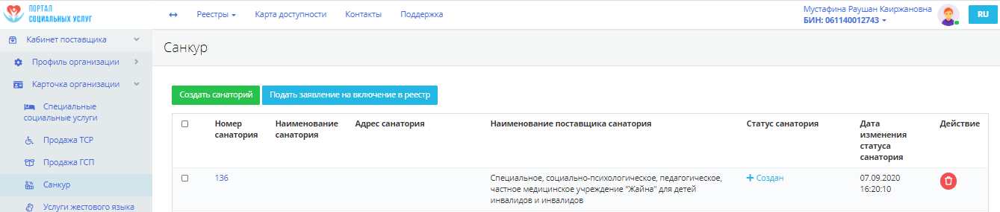 ПОРТАЛ
СОЦИАЛЬНЫХ УСЛУГ
Реестры
Карта доступности
Контакты
Поддержка
Мустафина Раушан Каиржановна
БИН: 061140012743
RU
Кабинет поставщика
Профиль организации
Карточка организации
Специальные
социальные услуги
Продажа ТСР
Продажа ГСП
Санкур
Услуги жестового языка
Санкур
Создать санаторий
Подать заявление на включение в реестр
Номер
санатория
Наименование
санатория
Адрес санатория
Наименование поставщика санатория
Статус санатория
Дата
изменения
статуса
санатория
Действие
136
Специальное, социально-психологическое, педагогическое,
частное медицинское учреждение "Жайна" для детей
инвалидов и инвалидов
Создан
07.09.2020
16:20:10